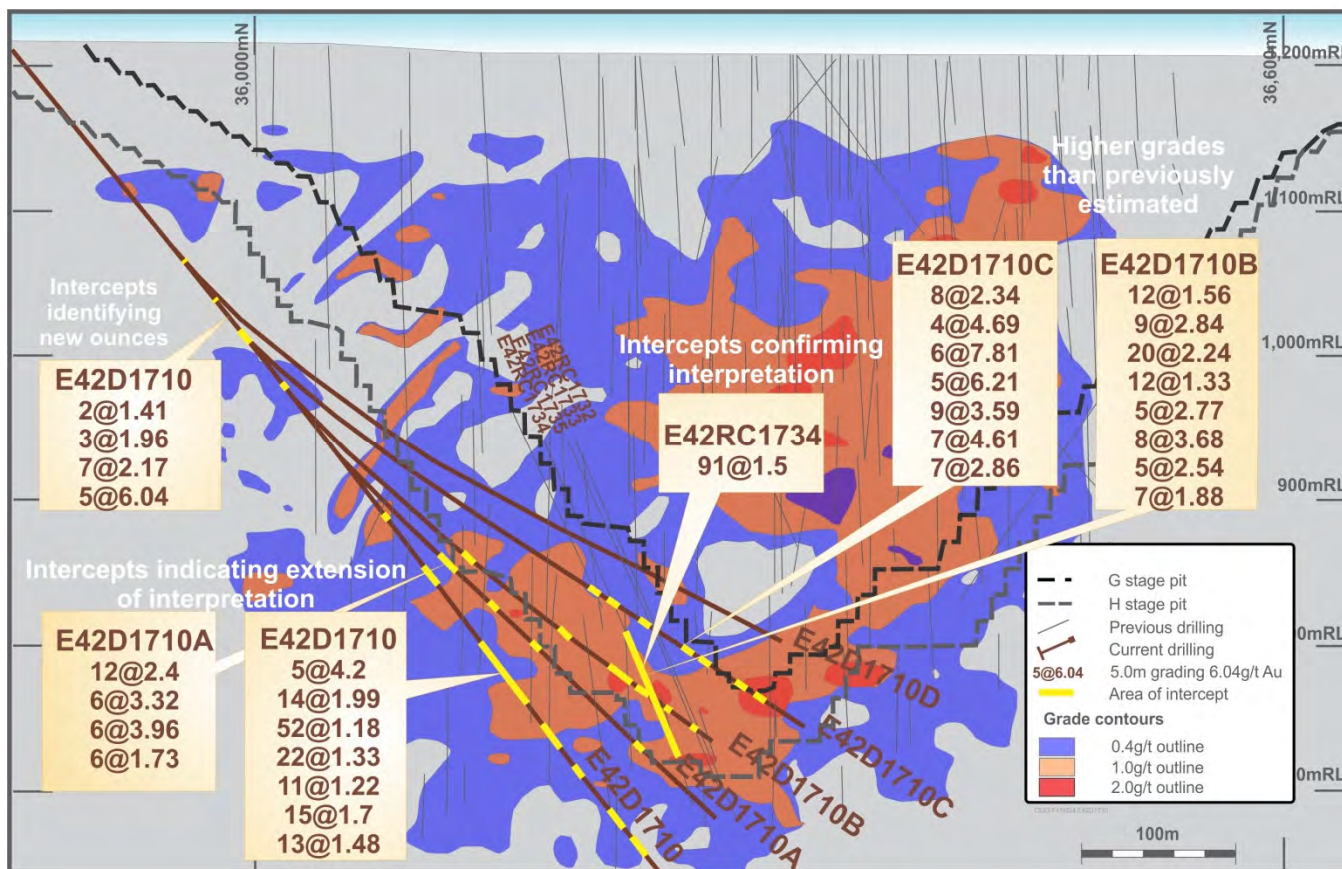 36,000mN
36,600mN
5,200mRL
Higher grades
than previously
estimated
5,100mRL
Intercepts
identifying
new ounces
E42D1710
2@1.41
3@1.96
7@2.17
5@6.04
E42RC1732
E42RC1733
E42RC1735
E42RC1734
Intercepts confirming
interpretation
E42RC1734
91@1.5
E42D1710C
8@2.34
4@4.69
6@7.81
5@6.21
9@3.59
7@4.61
7@2.86
E42D1710B
12@1.56
9@2.84
20@2.24
12@1.33
5@2.77
8@3.68
5@2.54
7@1.88
1,000mRL
900mRL
Intercepts indicating extension
of interpretation
E42D1710A
12@2.4
6@3.32
6@3.96
6@1.73
E42D1710
5@4.2
14@1.99
52@1.18
22@1.33
11@1.22
15@1.7
13@1.48
E42D1710
E42D1710A
E42D1710B
E42D1710C
E42D1710D
G stage pit
H stage pit
Previous drilling
Current drilling
5@6.04 5.0m grading 6.04g/t Au
Area of intercept
Grade contours
0.4g/t outline
1.0g/t outline
2.0g/t outline
100m